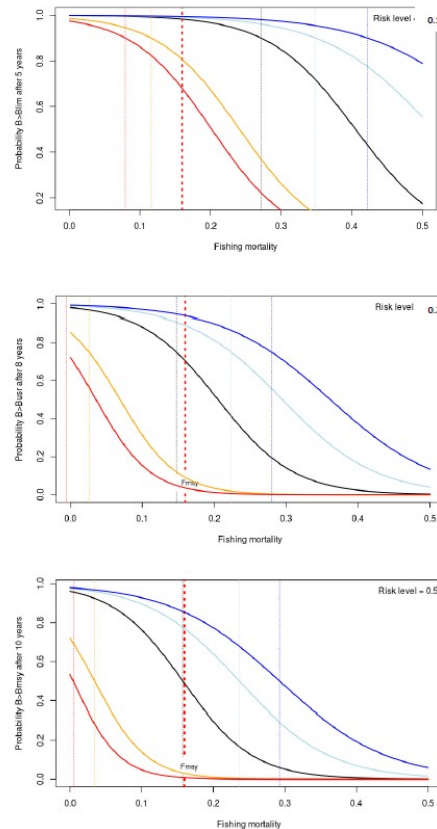 Risk level
Probability B>Blim after 5 years
1.0
0.8
0.6
0.4
0.2
0.0 0.1 0.2 0.3 0.4 0.5
Fishing mortality
Risk level
Probability B>Busr after 8 years
1.0
0.8
0.6
0.4
0.2
0.0
Fmsy
0.0 0.1 0.2 0.3 0.4 0.5
Fishing mortality
Risk level = 0.5
Probability B>Bmsy after 10 years
1.0
0.8
0.6
0.4
0.2
0.0
Fmsy
0.0 0.1 0.2 0.3 0.4 0.5
Fishing mortality